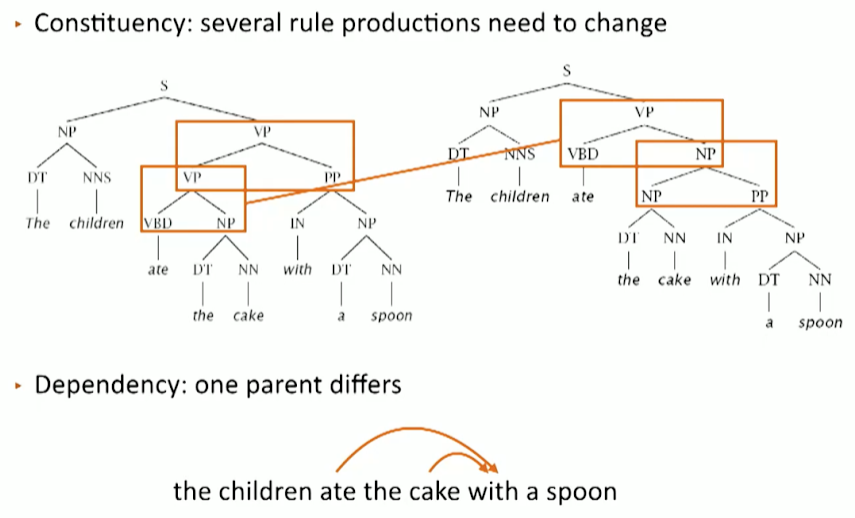 ▸ Constituency: several rule productions need to change
S
NP VP
DT NNS VP PP
The children VBD NP IN NP
ate DT NN with DT NN
the cake a spoon
S
NP VP
DT NNS VBD NP
The children ate NP PP
DT NN IN NP
the cake with DT NN
a spoon
▸ Dependency: one parent differs
the children ate the cake with a spoon